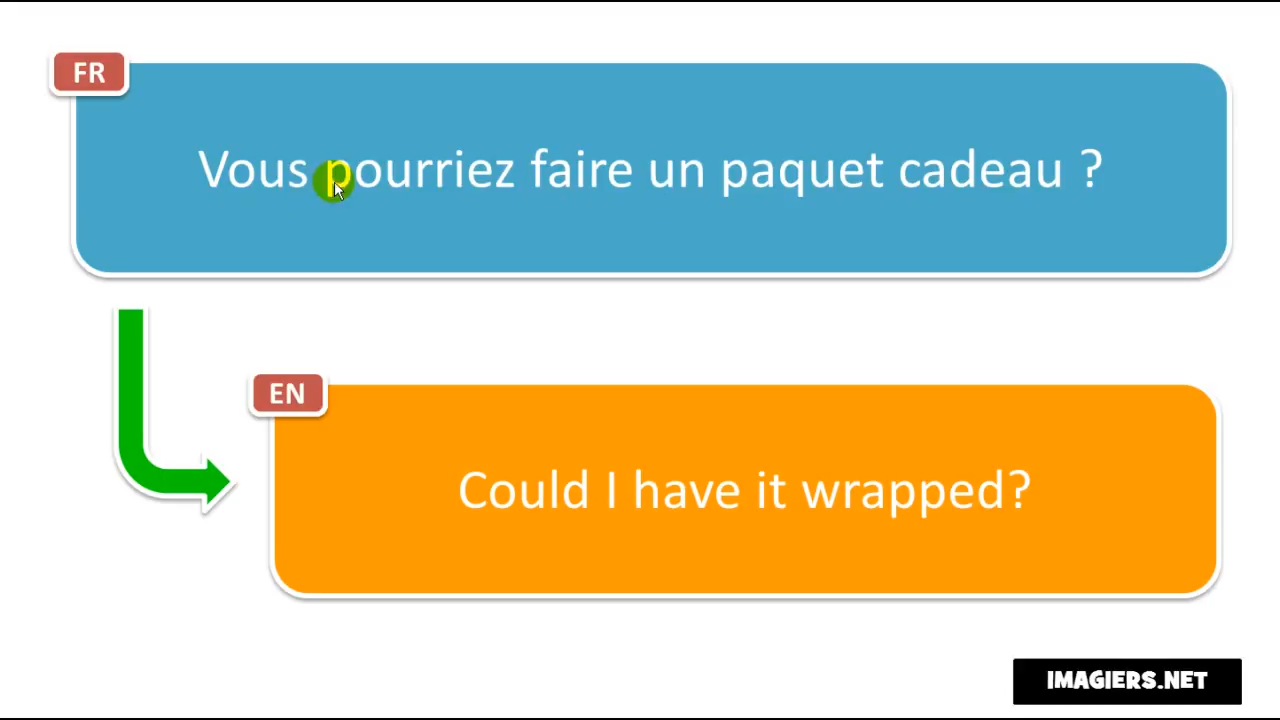 FR
Vous pourriez faire un paquet cadeau ?
EN
Could I have it wrapped?
IMAGIERS.NET